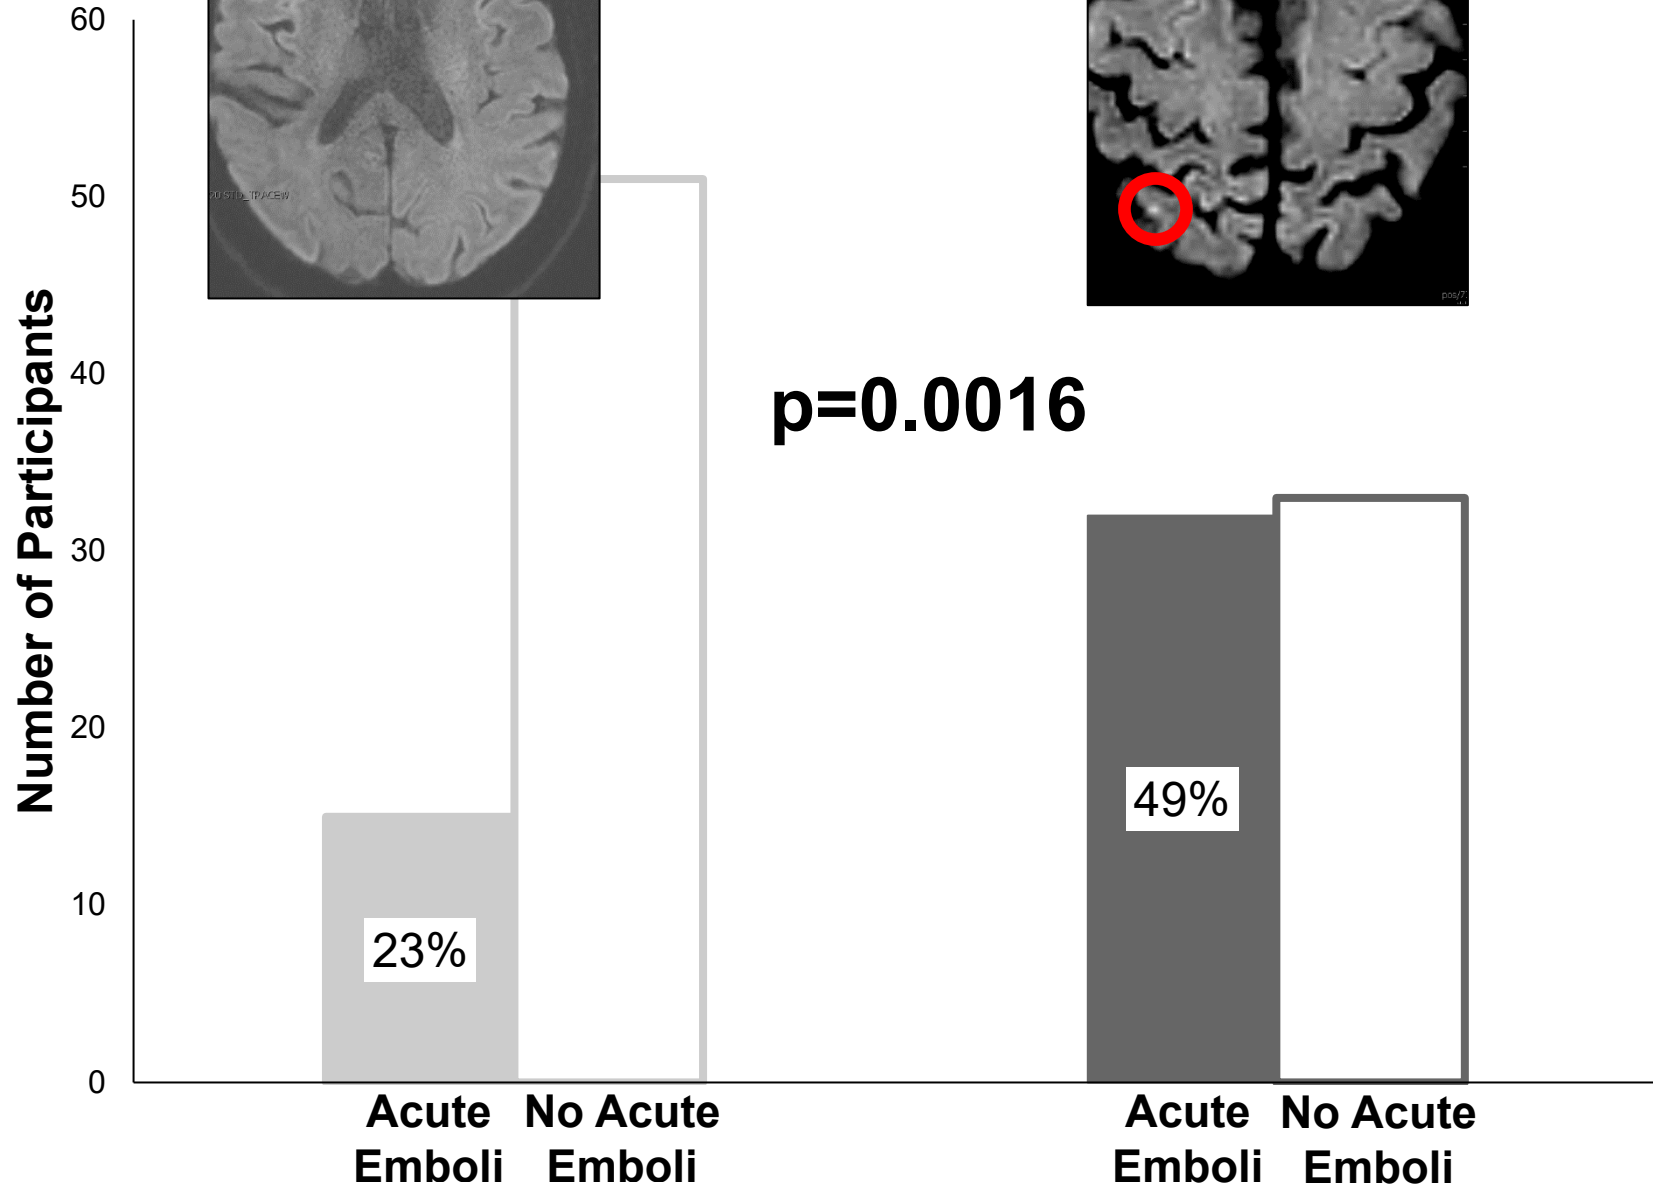 60
50
40
30
20
10
0
Number of Participants
p=0.0016
23%
49%
Acute
Emboli
No Acute
Emboli
Acute
Emboli
No Acute
Emboli